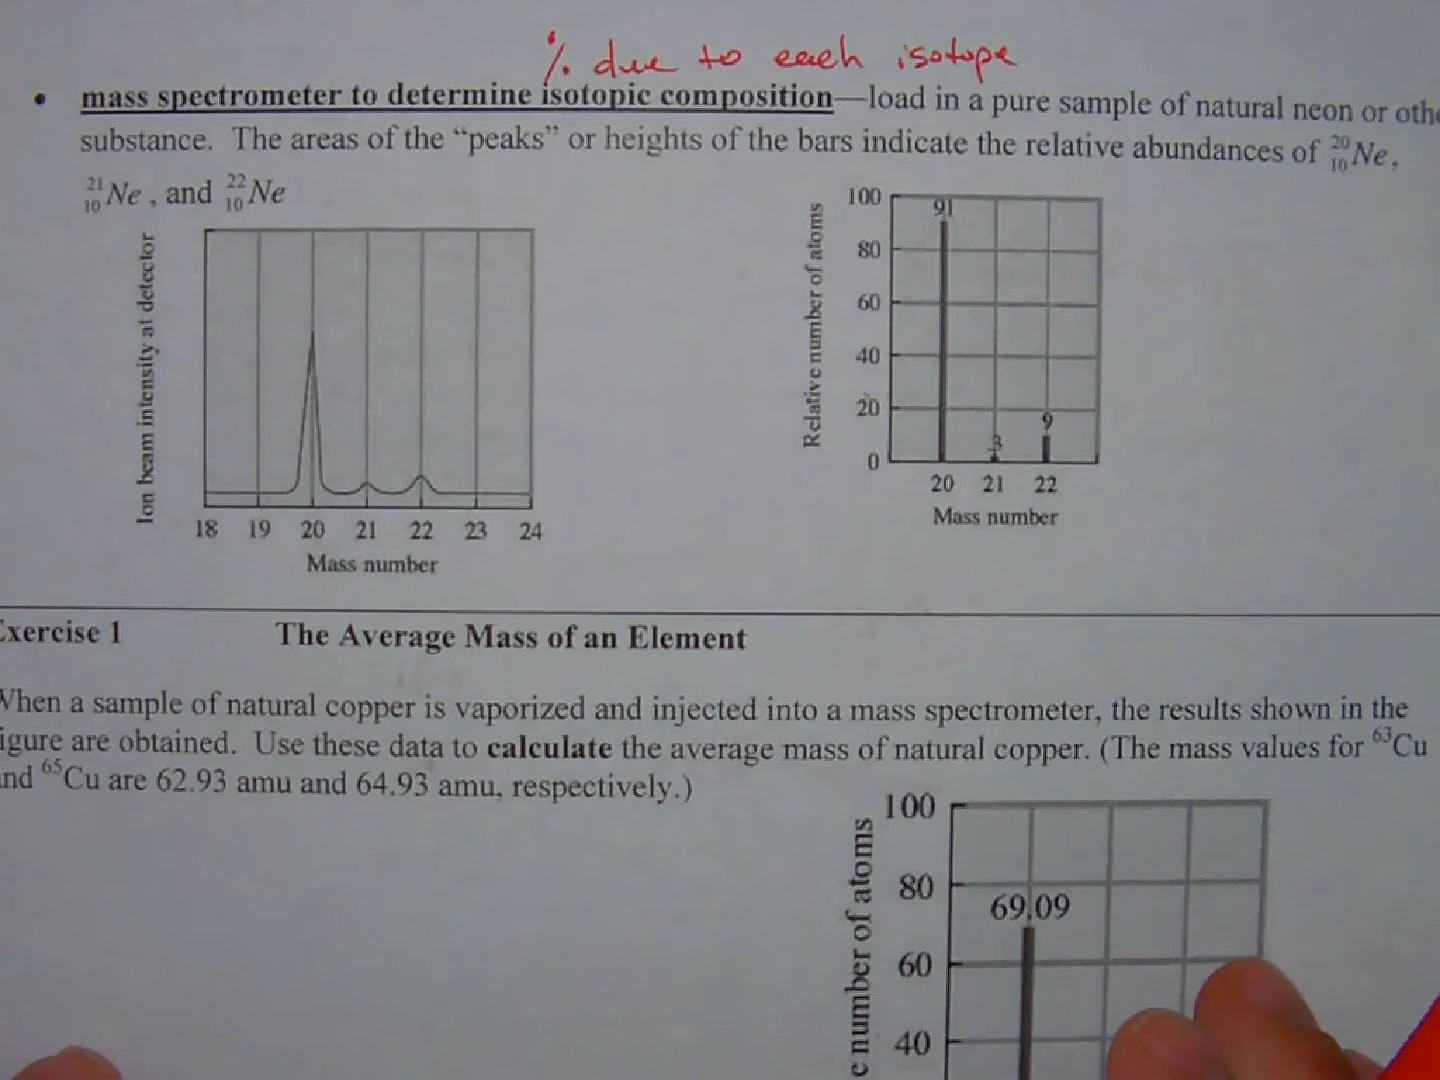 % due to each isotope
• mass spectrometer to determine isotopic composition—load in a pure sample of natural neon or oth
substance. The areas of the “peaks” or heights of the bars indicate the relative abundances of ²⁰₁₀Ne,
²¹₁₀Ne, and ²²₁₀Ne
Ion beam intensity at detector
18 19 20 21 22 23 24
Mass number
Relative number of atoms
100
91
80
60
40
20
9
3
0
20 21 22
Mass number
Exercise 1 The Average Mass of an Element
When a sample of natural copper is vaporized and injected into a mass spectrometer, the results shown in the
igure are obtained. Use these data to calculate the average mass of natural copper. (The mass values for ⁶³Cu
nd ⁶⁵Cu are 62.93 amu and 64.93 amu, respectively.)
e number of atoms
100
80
69.09
60
40